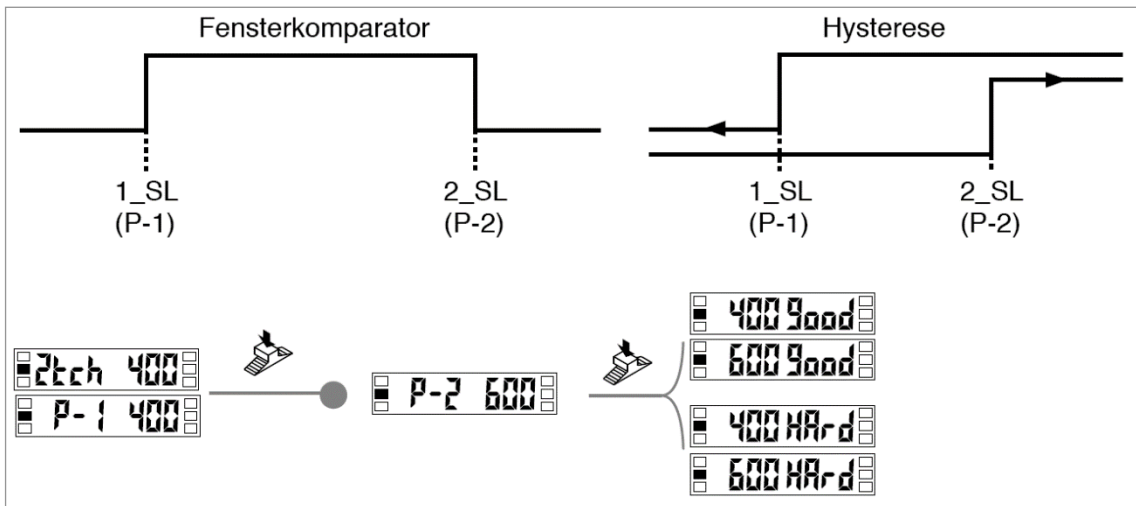 Fensterkomparator
Hysterese
1_SL
(P-1)
2_SL
(P-2)
1_SL
(P-1)
2_SL
(P-2)
2tch 400
P-1 400
P-2 600
400 good
600 good
400 HArd
600 HArd